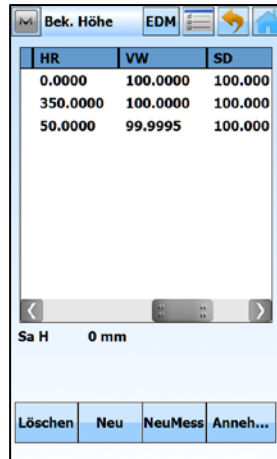 M Bek. Höhe EDM
HR VW SD
0.0000 100.0000 100.000
350.0000 100.0000 100.000
50.0000 99.9995 100.000
Sa H 0 mm
Löschen Neu NeuMess Anneh...